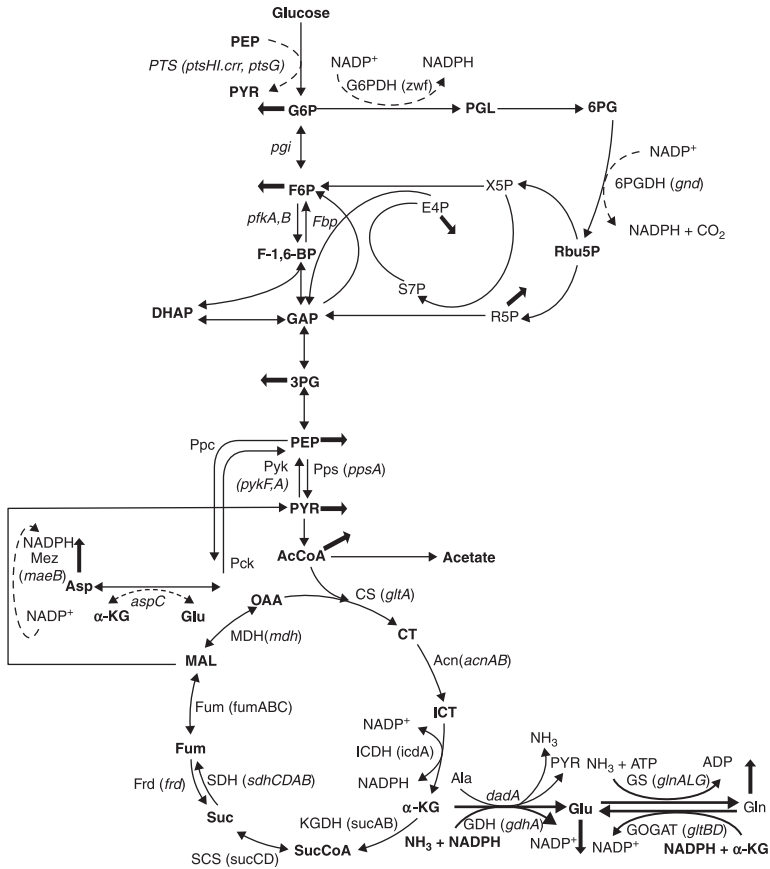 Glucose
PEP
PTS (ptsHI.crr, ptsG)
PYR
NADP⁺
NADPH
G6PDH (zwf)
G6P
PGL
6PG
pgi
NADP⁺
6PGDH (gnd)
NADPH + CO₂
F6P
X5P
E4P
pfkA,B
Fbp
F-1,6-BP
Rbu5P
S7P
DHAP
GAP
R5P
3PG
Ppc
PEP
Pyk
(pykF,A)
Pps (ppsA)
PYR
NADPH
Mez
(maeB)
NADP⁺
Pck
AcCoA
Acetate
Asp
aspC
α-KG
Glu
OAA
CS (gltA)
CT
MDH(mdh)
MAL
Acn(acnAB)
Fum (fumABC)
ICT
NADP⁺
ICDH (icdA)
NADPH
Fum
Frd (frd)
SDH (sdhCDAB)
Suc
SCS (sucCD)
SucCoA
KGDH (sucAB)
α-KG
Ala
dadA
NH₃
PYR
GDH (gdhA)
NH₃ + NADPH
NADP⁺
Glu
NH₃ + ATP
ADP
GS (glnALG)
Gln
GOGAT (gltBD)
NADP⁺
NADPH + α-KG